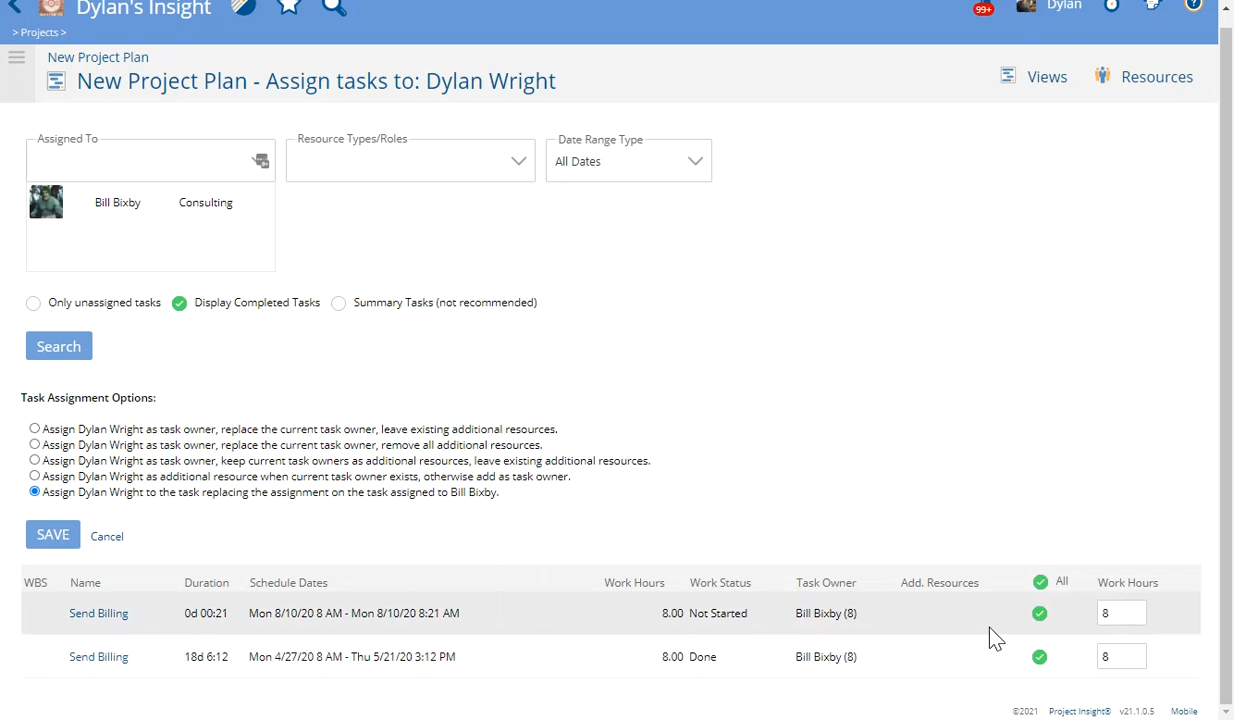 Dylan's Insight
99+
Dylan
> Projects >
New Project Plan
New Project Plan - Assign tasks to: Dylan Wright
Views
Resources
Assigned To
Resource Types/Roles
Date Range Type
All Dates
Bill Bixby Consulting
Only unassigned tasks
Display Completed Tasks
Summary Tasks (not recommended)
Search
Task Assignment Options:
Assign Dylan Wright as task owner, replace the current task owner, leave existing additional resources.
Assign Dylan Wright as task owner, replace the current task owner, remove all additional resources.
Assign Dylan Wright as task owner, keep current task owners as additional resources, leave existing additional resources.
Assign Dylan Wright as additional resource when current task owner exists, otherwise add as task owner.
Assign Dylan Wright to the task replacing the assignment on the task assigned to Bill Bixby.
SAVE Cancel
WBS Name Duration Schedule Dates Work Hours Work Status Task Owner Add. Resources All Work Hours
Send Billing 0d 00:21 Mon 8/10/20 8 AM - Mon 8/10/20 8:21 AM 8.00 Not Started Bill Bixby (8) 8
Send Billing 18d 6:12 Mon 4/27/20 8 AM - Thu 5/21/20 3:12 PM 8.00 Done Bill Bixby (8) 8
©2021 Project Insight® v21.1.0.5 Mobile